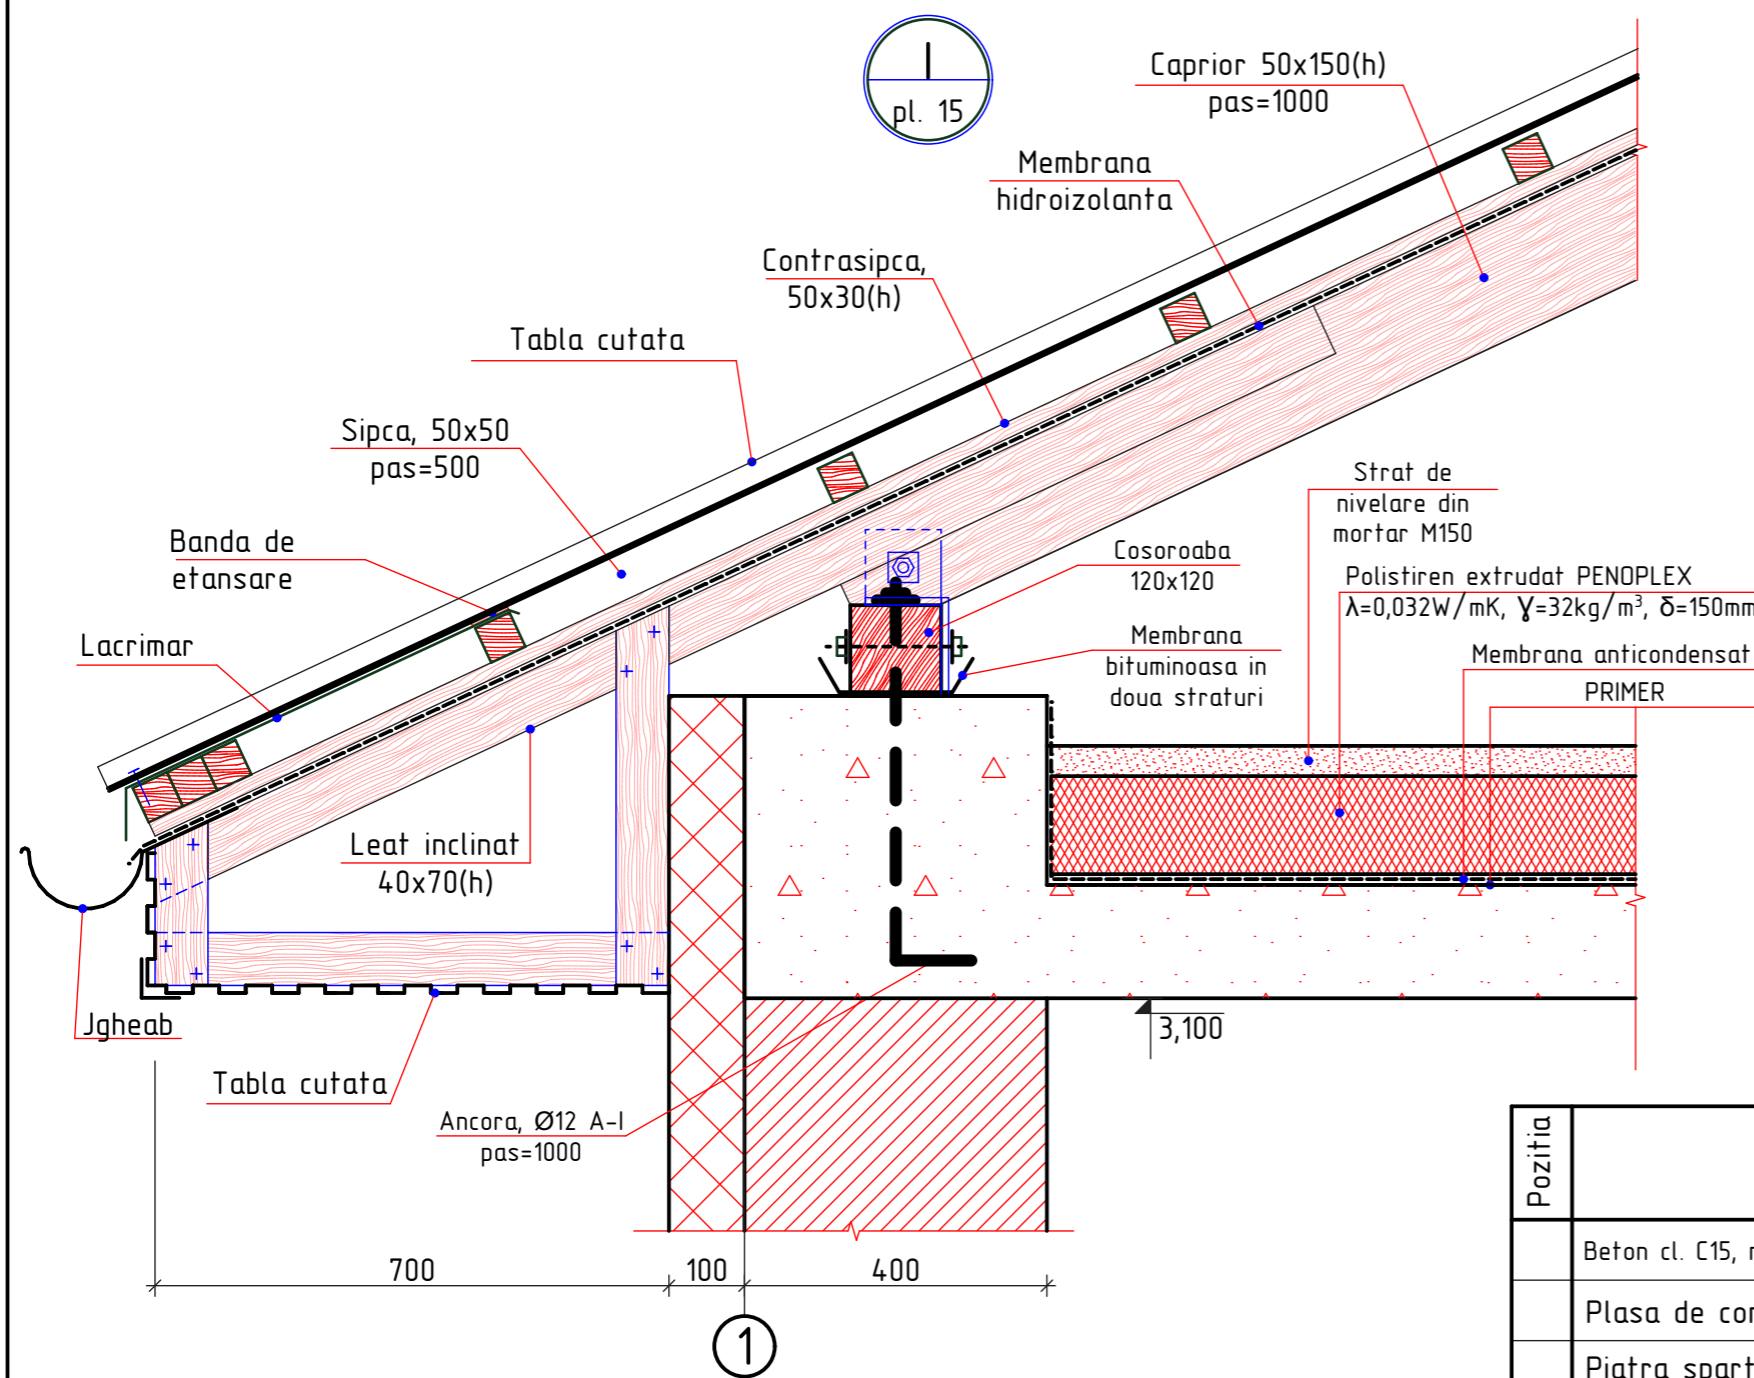 I
pl. 15
Caprior 50x150(h)
pas=1000
Membrana
hidroizolanta
Contrasipca,
50x30(h)
Tabla cutata
Sipca, 50x50
pas=500
Banda de
etansare
Lacrimar
Strat de
nivelare din
mortar M150
Cosoroaba
120x120
Polistiren extrudat PENOPLEX
λ=0,032W/mK, γ=32kg/m³, δ=150mm
Membrana
bituminoasa in
doua straturi
Membrana anticondensat
PRIMER
Leat inclinat
40x70(h)
Jgheab
Tabla cutata
Ancora, Ø12 A-I
pas=1000
3,100
700
100
400
1
Pozitia
Beton cl. C15,
Plasa de
Piatra